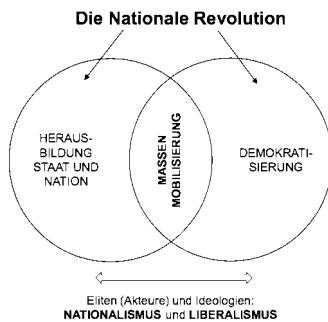 Die Nationale Revolution
HERAUS-
BILDUNG
STAAT UND
NATION
MASSEN
MOBILISIERUNG
DEMOKRATI-
SIERUNG
Eliten (Akteure) und Ideologien:
NATIONALISMUS und LIBERALISMUS